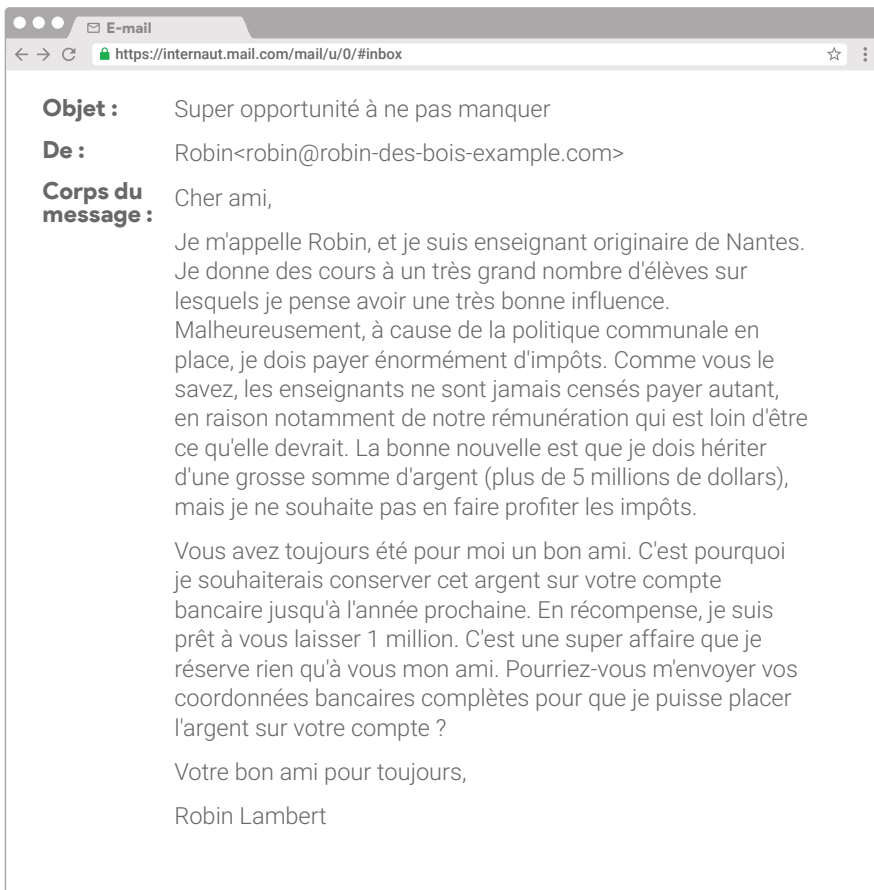 E-mail
https://internaut.mail.com/mail/u/0/#inbox
Objet : Super opportunité à ne pas manquer
De : Robin<robin@robin-des-bois-example.com>
Corps du
message :
Cher ami,
Je m'appelle Robin, et je suis enseignant originaire de Nantes.
Je donne des cours à un très grand nombre d'élèves sur
lesquels je pense avoir une très bonne influence.
Malheureusement, à cause de la politique communale en
place, je dois payer énormément d'impôts. Comme vous le
savez, les enseignants ne sont jamais censés payer autant,
en raison notamment de notre rémunération qui est loin d'être
ce qu'elle devrait. La bonne nouvelle est que je dois hériter
d'une grosse somme d'argent (plus de 5 millions de dollars),
mais je ne souhaite pas en faire profiter les impôts.
Vous avez toujours été pour moi un bon ami. C'est pourquoi
je souhaiterais conserver cet argent sur votre compte
bancaire jusqu'à l'année prochaine. En récompense, je suis
prêt à vous laisser 1 million. C'est une super affaire que je
réserve rien qu'à vous mon ami. Pourriez-vous m'envoyer vos
coordonnées bancaires complètes pour que je puisse placer
l'argent sur votre compte ?
Votre bon ami pour toujours,
Robin Lambert